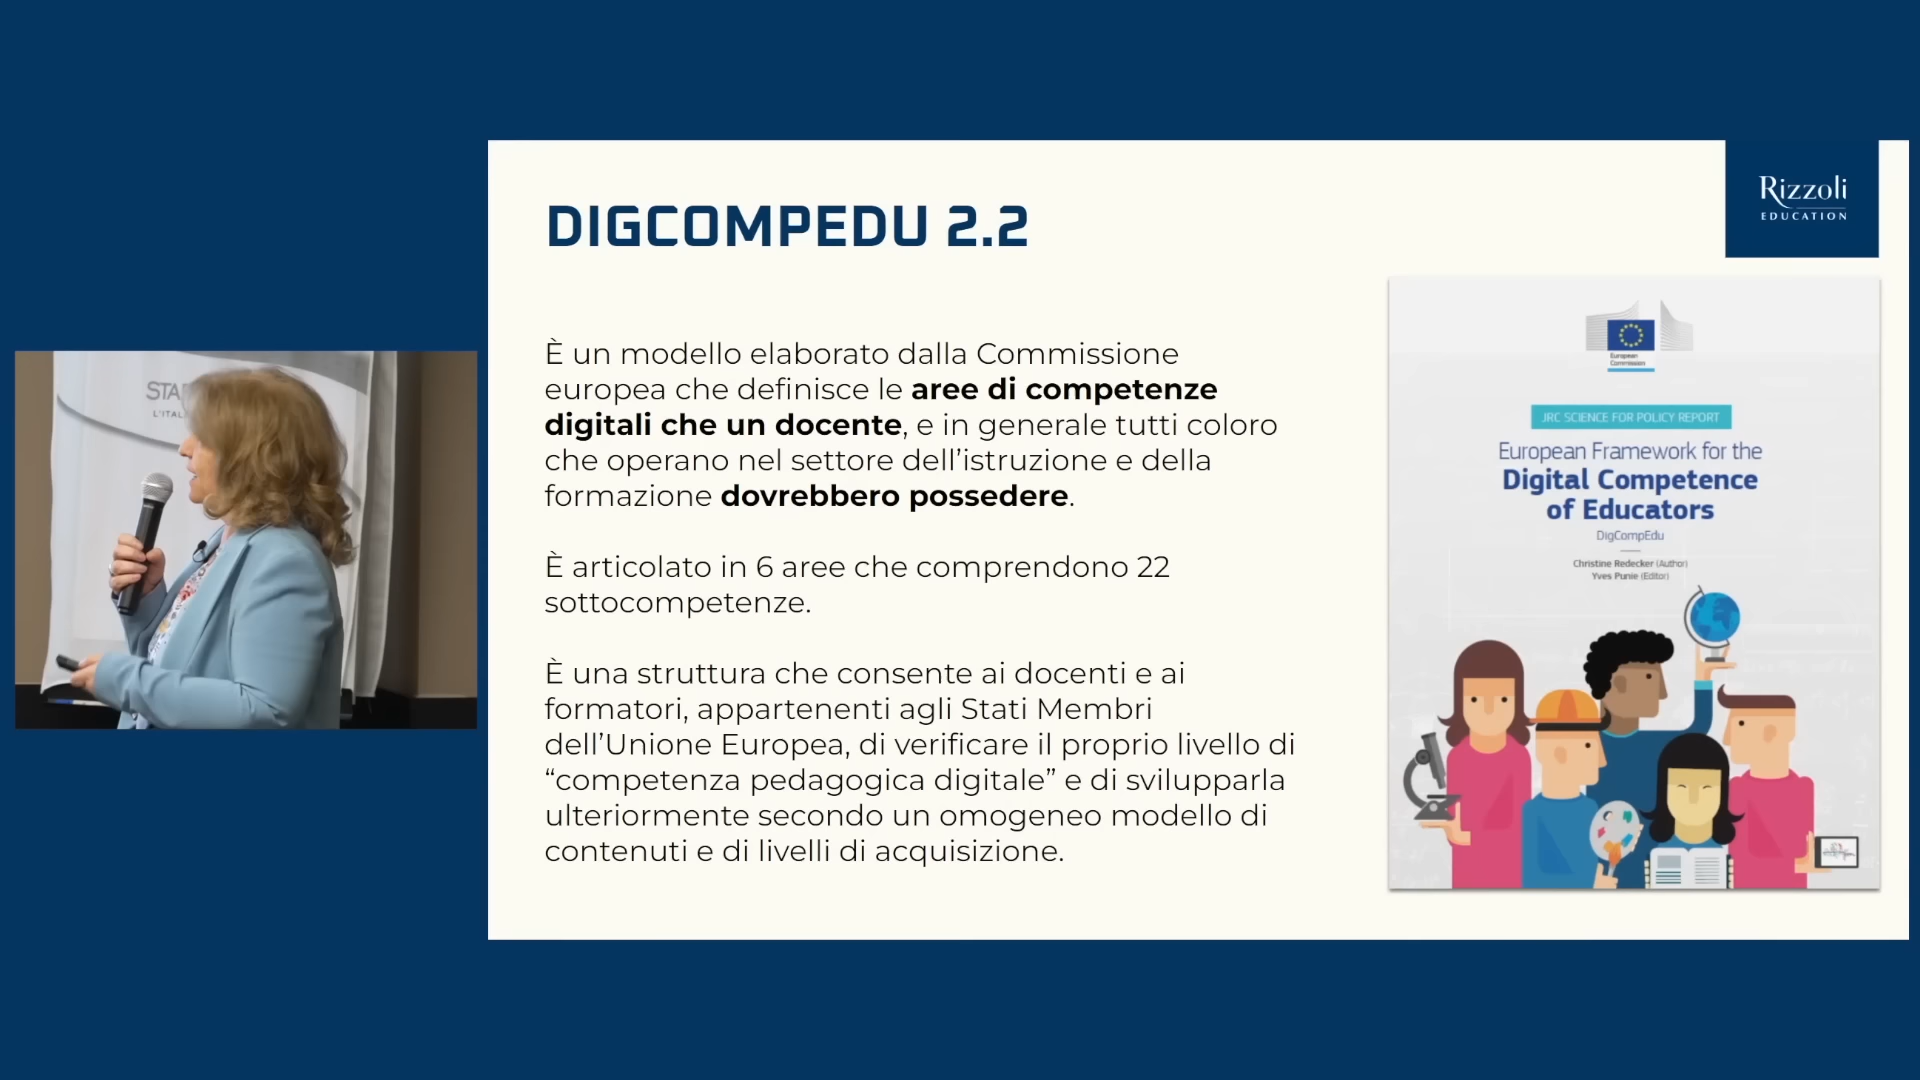 Rizzoli
EDUCATION
DIGCOMPEDU 2.2
È un modello elaborato dalla Commissione
europea che definisce le aree di competenze
digitali che un docente, e in generale tutti coloro
che operano nel settore dell’istruzione e della
formazione dovrebbero possedere.
È articolato in 6 aree che comprendono 22
sottocompetenze.
È una struttura che consente ai docenti e ai
formatori, appartenenti agli Stati Membri
dell’Unione Europea, di verificare il proprio livello di
“competenza pedagogica digitale” e di svilupparla
ulteriormente secondo un omogeneo modello di
contenuti e di livelli di acquisizione.
European
Commission
JRC SCIENCE FOR POLICY REPORT
European Framework for the
Digital Competence
of Educators
DigCompEdu
Christine Redecker (Author)
Yves Punie (Editor)